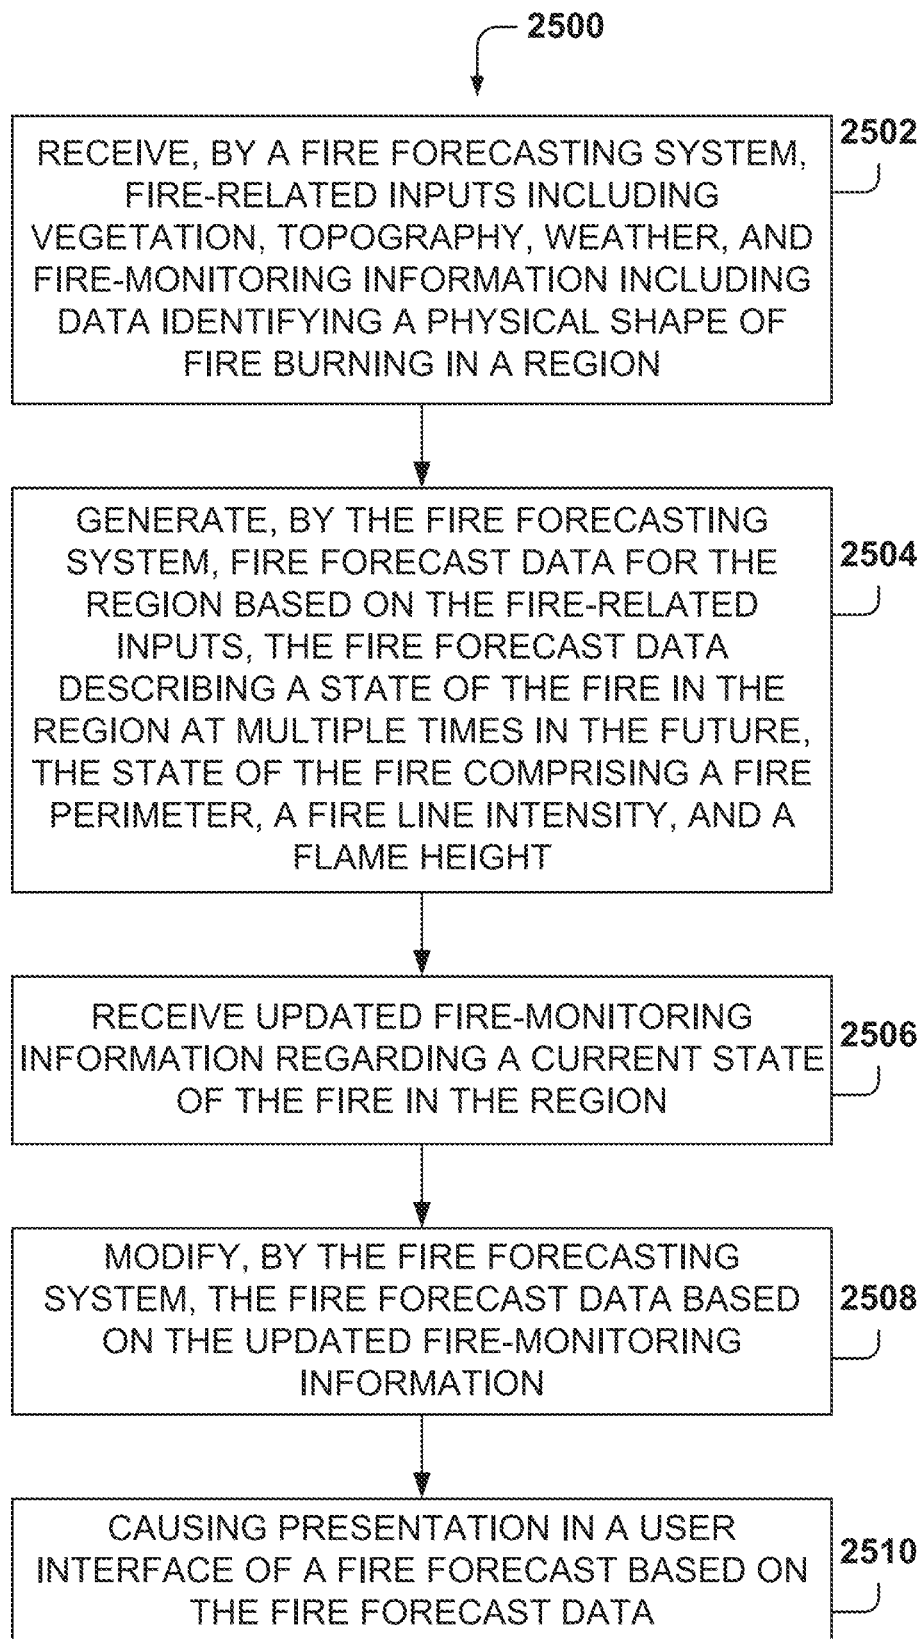 2500
RECEIVE, BY A FIRE FORECASTING SYSTEM,
FIRE-RELATED INPUTS INCLUDING
VEGETATION, TOPOGRAPHY, WEATHER, AND
FIRE-MONITORING INFORMATION INCLUDING
DATA IDENTIFYING A PHYSICAL SHAPE OF
FIRE BURNING IN A REGION
2502
GENERATE, BY THE FIRE FORECASTING
SYSTEM, FIRE FORECAST DATA FOR THE
REGION BASED ON THE FIRE-RELATED
INPUTS, THE FIRE FORECAST DATA
DESCRIBING A STATE OF THE FIRE IN THE
REGION AT MULTIPLE TIMES IN THE FUTURE,
THE STATE OF THE FIRE COMPRISING A FIRE
PERIMETER, A FIRE LINE INTENSITY, AND A
FLAME HEIGHT
2504
RECEIVE UPDATED FIRE-MONITORING
INFORMATION REGARDING A CURRENT STATE
OF THE FIRE IN THE REGION
2506
MODIFY, BY THE FIRE FORECASTING
SYSTEM, THE FIRE FORECAST DATA BASED
ON THE UPDATED FIRE-MONITORING
INFORMATION
2508
CAUSING PRESENTATION IN A USER
INTERFACE OF A FIRE FORECAST BASED ON
THE FIRE FORECAST DATA
2510